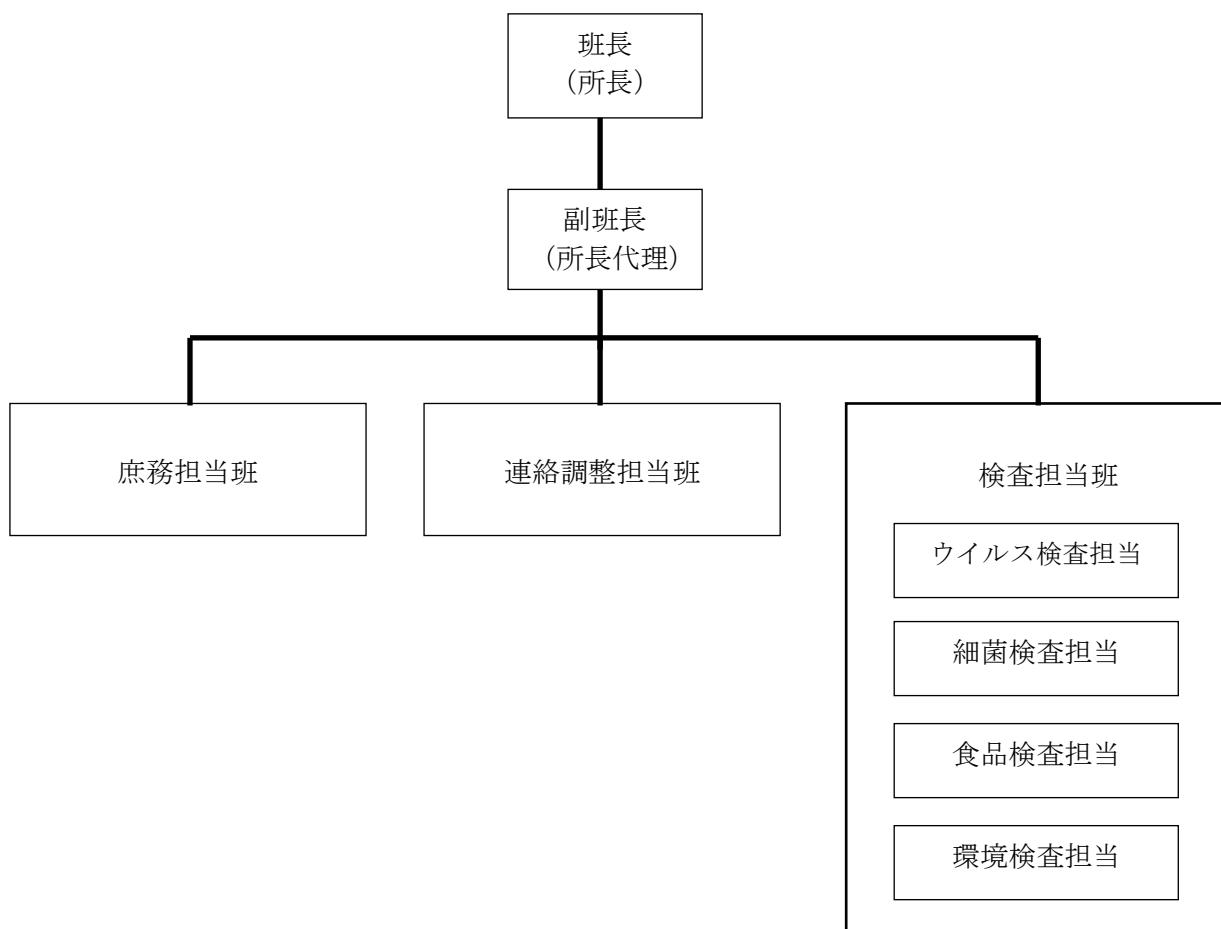 班長
（所長）
副班長
（所長代理）
庶務担当班
連絡調整担当班
検査担当班
ウイルス検査担当
細菌検査担当
食品検査担当
環境検査担当